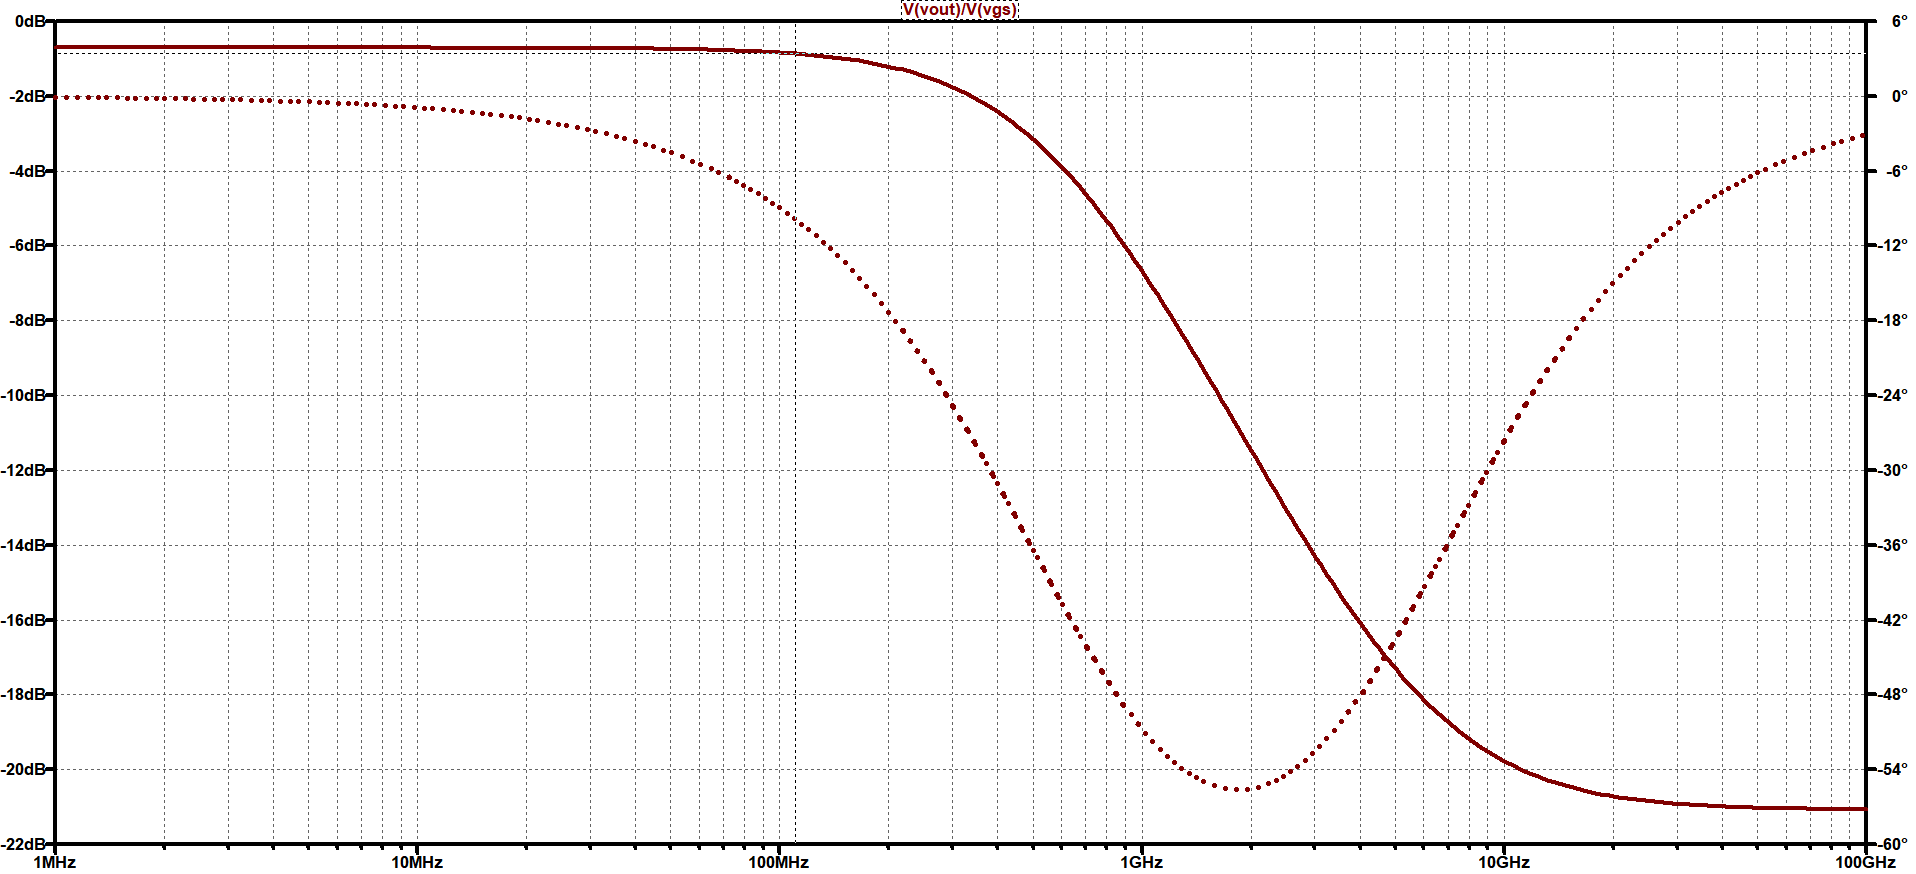 V(vout)/V(vgs)
0dB 6°
-2dB 0°
-4dB -6°
-6dB -12°
-8dB -18°
-10dB -24°
-12dB -30°
-14dB -36°
-16dB -42°
-18dB -48°
-20dB -54°
-22dB -60°
1MHz 10MHz 100MHz 1GHz 10GHz 100GHz